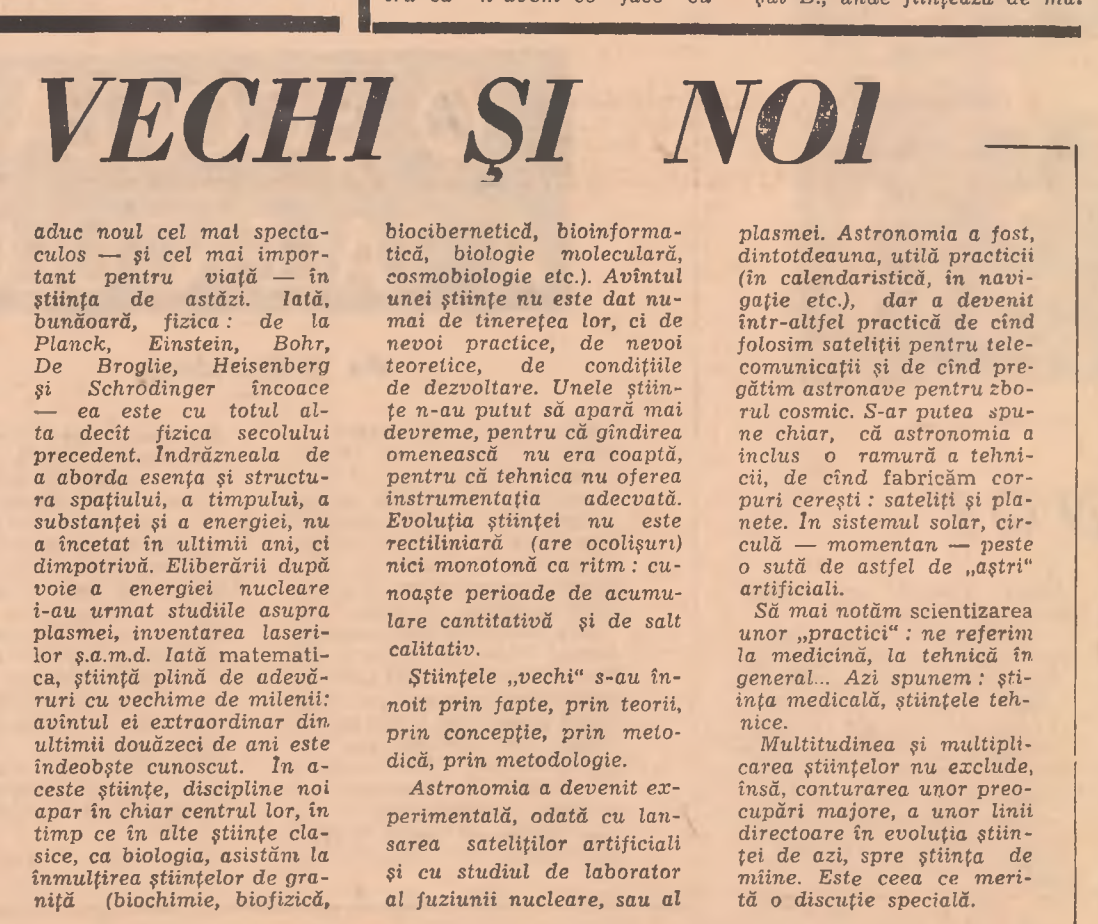 VECHI ŞI NOI
aduc noul cel mai specta-
culos — şi cel mai impor-
tant pentru viaţă — în
ştiinţa de astăzi. Iată,
bunăoară, fizica : de la
Planck, Einstein, Bohr,
De Broglie, Heisenberg
şi Schrödinger încoace
— ea este cu totul al-
ta decît fizica secolului
precedent. Îndrăzneala de
a aborda esenţa şi structu-
ra spaţiului, a timpului, a
substanţei şi a energiei, nu
a încetat în ultimii ani, ci
dimpotrivă. Eliberării după
voie a energiei nucleare
i-au urmat studiile asupra
plasmei, inventarea laseri-
lor ş.a.m.d. Iată matemati-
ca, ştiinţă plină de adevă-
ruri cu vechime de milenii:
avîntul ei extraordinar din
ultimii douăzeci de ani este
îndeobşte cunoscut. În a-
ceste ştiinţe, discipline noi
apar în chiar centrul lor, în
timp ce în alte ştiinţe cla-
sice, ca biologia, asistăm la
înmulţirea ştiinţelor de gra-
niţă (biochimie, biofizică,
biocibernetică, bioinforma-
tică, biologie moleculară,
cosmobiologie etc.). Avîntul
unei ştiinţe nu este dat nu-
mai de tinereţea lor, ci de
nevoi practice, de nevoi
teoretice, de condiţiile
de dezvoltare. Unele ştiin-
ţe n-au putut să apară mai
devreme, pentru că gîndirea
omenească nu era coaptă,
pentru că tehnica nu oferea
instrumentaţia adecvată.
Evoluţia ştiinţei nu este
rectiliniară (are ocolişuri)
nici monotonă ca ritm : cu-
noaşte perioade de acumu-
lare cantitativă şi de salt
calitativ.
Ştiinţele „vechi“ s-au în-
noit prin fapte, prin teorii,
prin concepţie, prin meto-
dică, prin metodologie.
Astronomia a devenit ex-
perimentală, odată cu lan-
sarea sateliţilor artificiali
şi cu studiul de laborator
al fuziunii nucleare, sau al
plasmei. Astronomia a fost,
dintotdeauna, utilă practicii
(în calendaristică, în navi-
gaţie etc.), dar a devenit
într-altfel practică de cînd
folosim sateliţii pentru tele-
comunicaţii şi de cînd pre-
gătim astronave pentru zbo-
rul cosmic. S-ar putea spu-
ne chiar, că astronomia a
inclus o ramură a tehni-
cii, de cînd fabricăm cor-
puri cereşti : sateliţi şi pla-
nete. În sistemul solar, cir-
culă — momentan — peste
o sută de astfel de „aştri“
artificiali.
Să mai notăm scientizarea
unor „practici“ : ne referim
la medicină, la tehnică în
general... Azi spunem : şti-
inţa medicală, ştiinţele teh-
nice.
Multitudinea şi multipli-
carea ştiinţelor nu exclude,
însă, conturarea unor preo-
cupări majore, a unor linii
directoare în evoluţia ştiin-
ţei de azi, spre ştiinţa de
mîine. Este ceea ce meri-
tă o discuţie specială.